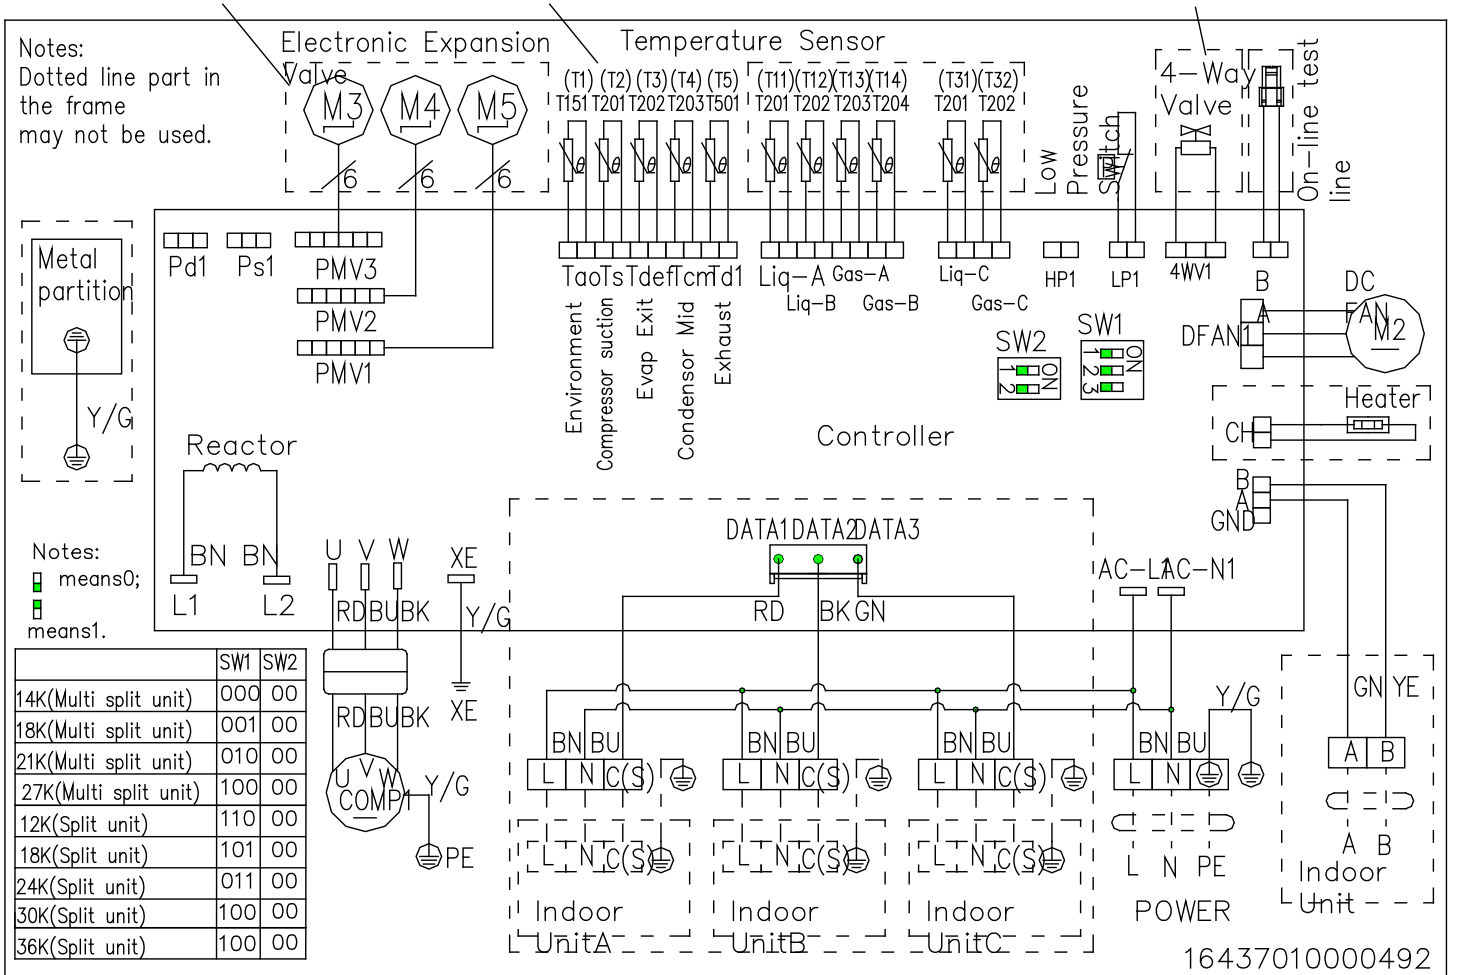 Notes:
Dotted line part in
the frame
may not be used.
Electronic Expansion
Valve
M3 M4 M5
6 6 6
Temperature Sensor
(T1) (T2) (T3) (T4) (T5)
T151 T201 T202 T203 T501
(T11) (T12) (T13) (T14)
T201 T202 T203 T204
(T31) (T32)
T201 T202
θ θ θ θ θ θ θ θ θ θ θ
Low
Pressure
Switch
4-Way
Valve
On-line test
line
Metal
partition
Y/G
Pd1 Ps1 PMV3
PMV2
PMV1
Tao Ts Tdef Tcm Td1
Environment
Compressor suction
Evap Exit
Condensor Mid
Exhaust
Liq-A Gas-A
Liq-B Gas-B
Liq-C
Gas-C
HP1 LP1 4WV1
B
A
DC
FAN
DFAN1
M2
SW2
1 2 ON
SW1
1 2 3 ON
Heater
CH
Controller
B
A
GND
Reactor
BN BN
L1 L2
U V W
RD BU BK
XE
Y/G
XE
RD BU BK
U V W
COMP1
Y/G
PE
DATA1 DATA2 DATA3
RD BK GN
AC-L1 AC-N1
Notes:
means0;
means1.
SW1 SW2
14K(Multi split unit) 000 00
18K(Multi split unit) 001 00
21K(Multi split unit) 010 00
27K(Multi split unit) 100 00
12K(Split unit) 110 00
18K(Split unit) 101 00
24K(Split unit) 011 00
30K(Split unit) 100 00
36K(Split unit) 100 00
BN BU
L N C(S)
L N C(S)
Indoor
UnitA
BN BU
L N C(S)
L N C(S)
Indoor
UnitB
BN BU
L N C(S)
L N C(S)
Indoor
UnitC
Y/G
BN BU
L N
L N PE
POWER
GN YE
A B
A B
Indoor
Unit
16437010000492